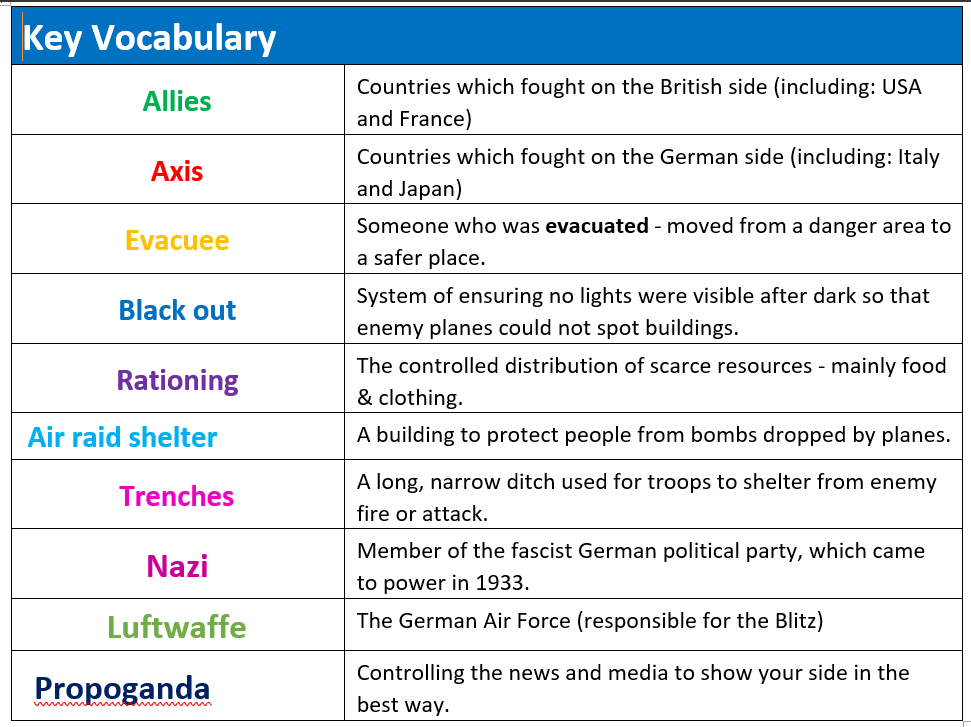 Key Vocabulary
Allies
Countries which fought on the British side (including: USA
and France)
Axis
Countries which fought on the German side (including: Italy
and Japan)
Evacuee
Someone who was evacuated - moved from a danger area to
a safer place.
Black out
System of ensuring no lights were visible after dark so that
enemy planes could not spot buildings.
Rationing
The controlled distribution of scarce resources - mainly food
& clothing.
Air raid shelter
A building to protect people from bombs dropped by planes.
Trenches
A long, narrow ditch used for troops to shelter from enemy
fire or attack.
Nazi
Member of the fascist German political party, which came
to power in 1933.
Luftwaffe
The German Air Force (responsible for the Blitz)
Propoganda
Controlling the news and media to show your side in the
best way.